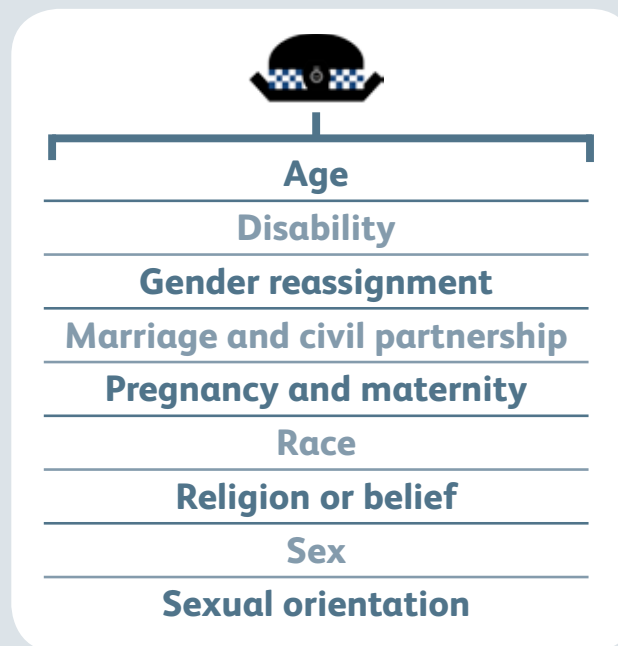 Age
Disability
Gender reassignment
Marriage and civil partnership
Pregnancy and maternity
Race
Religion or belief
Sex
Sexual orientation